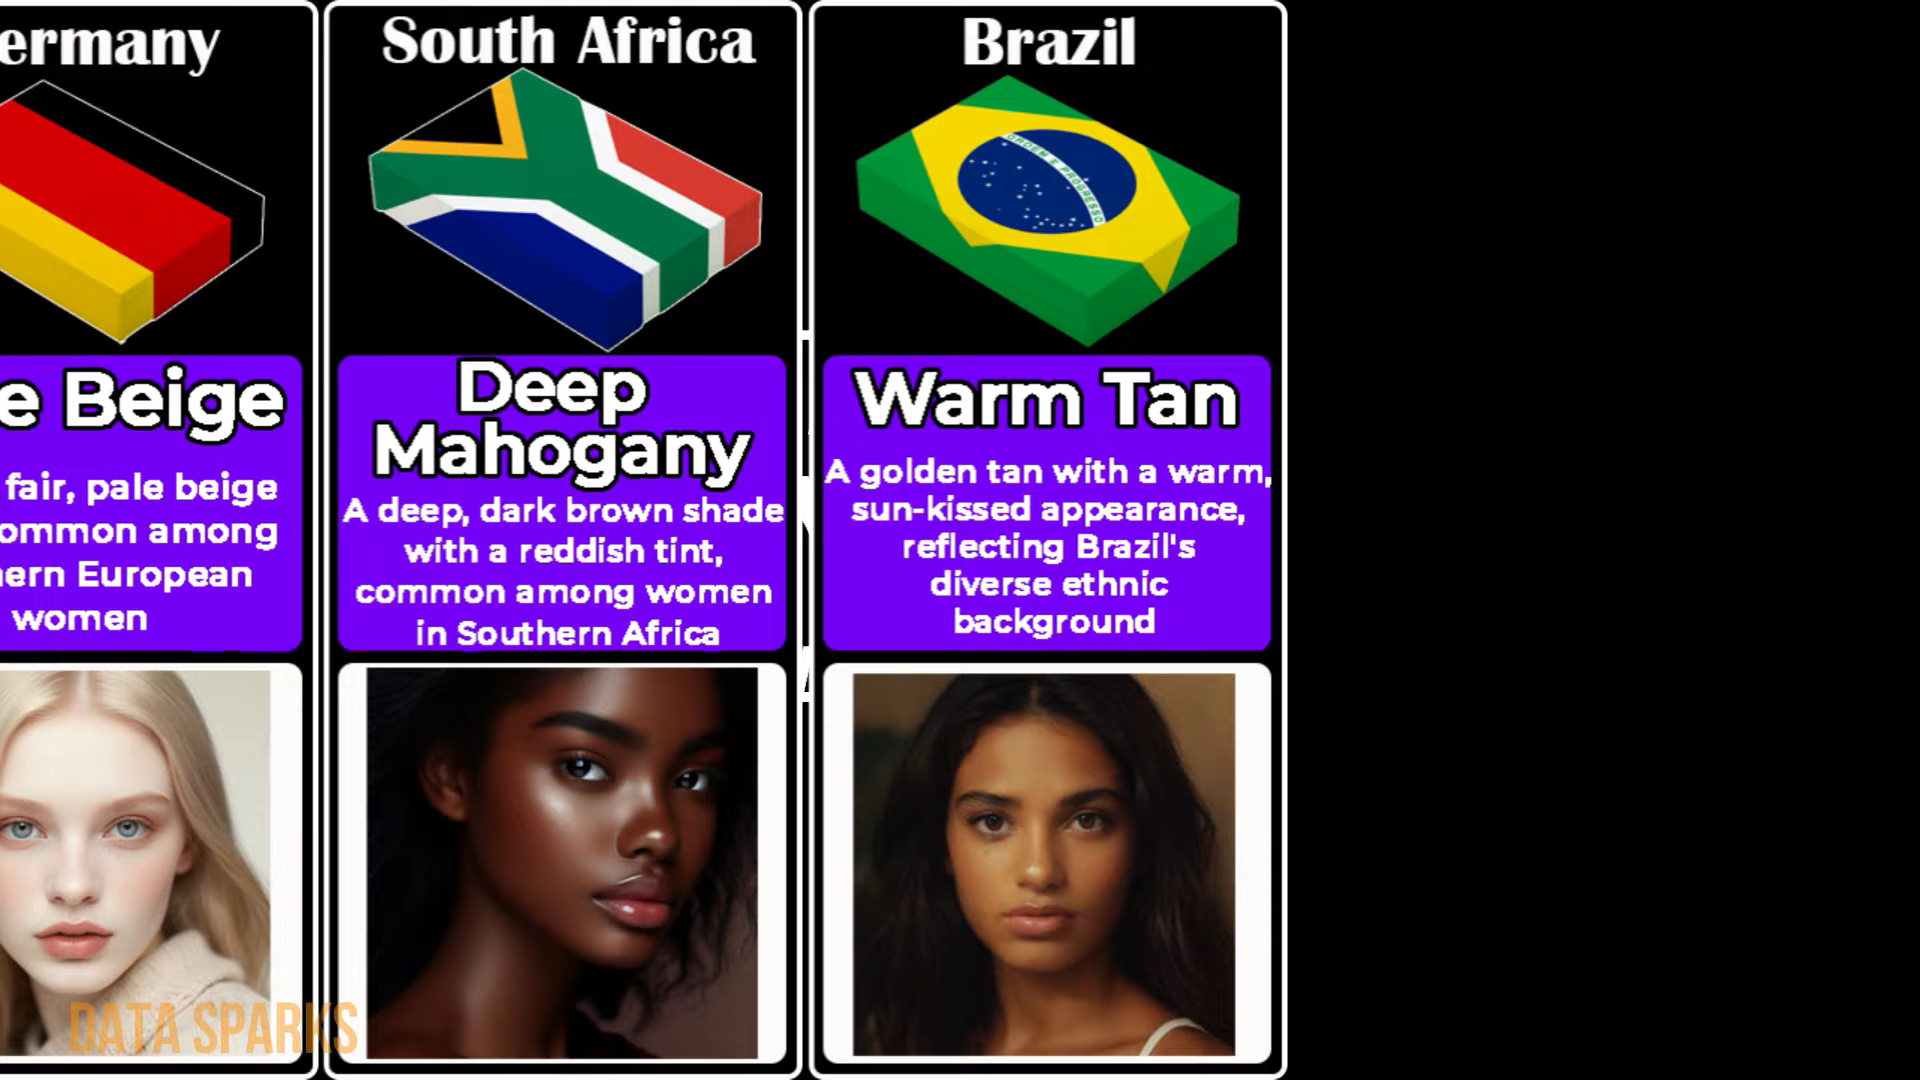 ermany
e Beige
fair, pale beige
ommon among
ern European
women
South Africa
Deep
Mahogany
A deep, dark brown shade
with a reddish tint,
common among women
in Southern Africa
Brazil
ORDEM E PROGRESSO
Warm Tan
A golden tan with a warm,
sun-kissed appearance,
reflecting Brazil's
diverse ethnic
background
DATA SPARKS